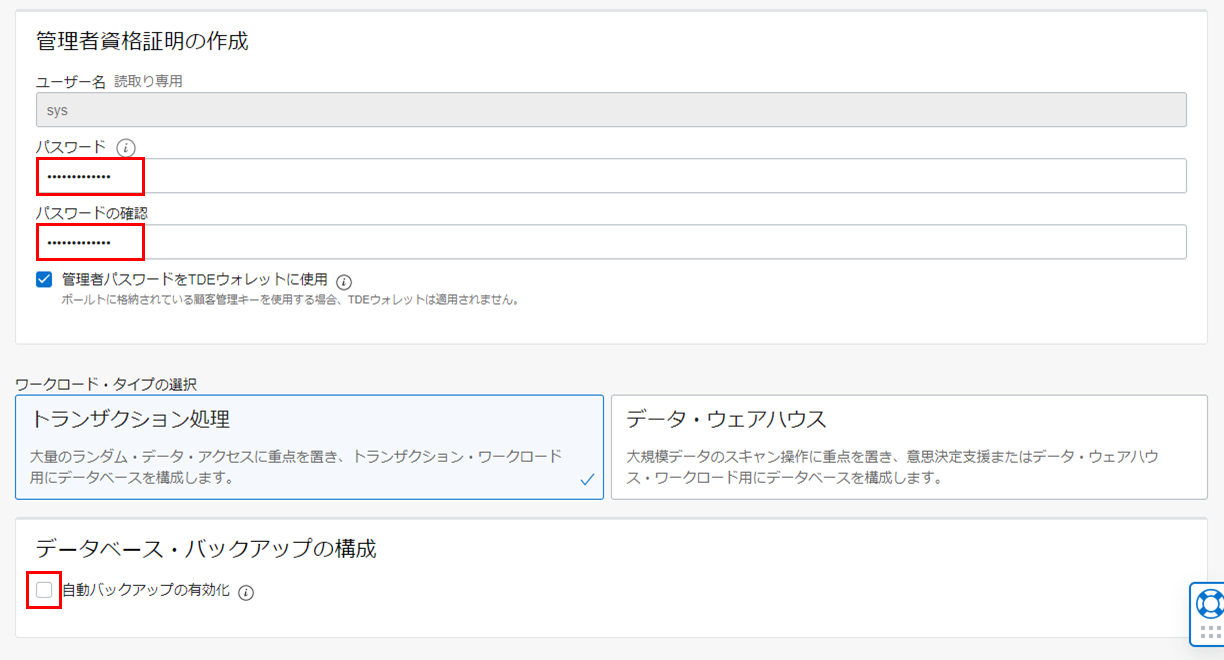 管理者資格証明の作成
ユーザー名 読取り専用
sys
パスワード i
•••••••••••••
パスワードの確認
•••••••••••••
管理者パスワードをTDEウォレットに使用 i
ボールトに格納されている顧客管理キーを使用する場合、TDEウォレットは適用されません。
ワークロード・タイプの選択
トランザクション処理
大量のランダム・データ・アクセスに重点を置き、トランザクション・ワークロード
用にデータベースを構成します。
データ・ウェアハウス
大規模データのスキャン操作に重点を置き、意思決定支援またはデータ・ウェアハウ
ス・ワークロード用にデータベースを構成します。
データベース・バックアップの構成
自動バックアップの有効化 i